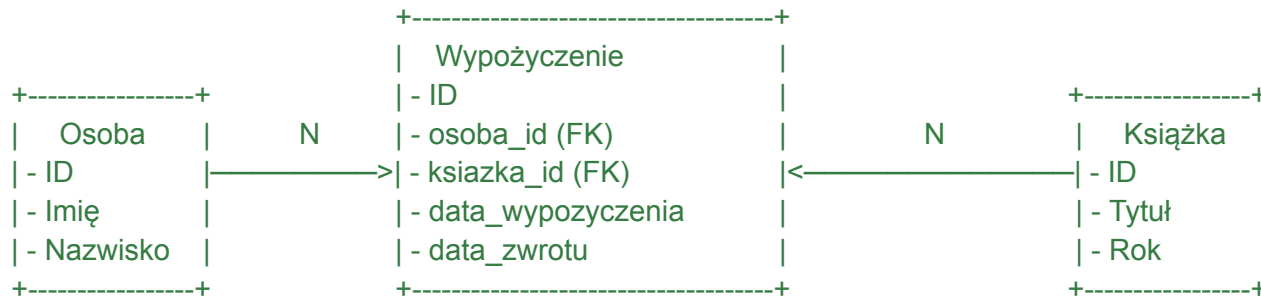 +-------------------------------------+
| Wypożyczenie |
+-----------------+ | - ID | +-----------------+
| Osoba | N | - osoba_id (FK) | N | Książka
| - ID |────────>| - ksiazka_id (FK) |<─────────────| - ID
| - Imię | | - data_wypozyczenia | | - Tytuł
| - Nazwisko | | - data_zwrotu | | - Rok
+-----------------+ +-------------------------------------+ +-----------------+